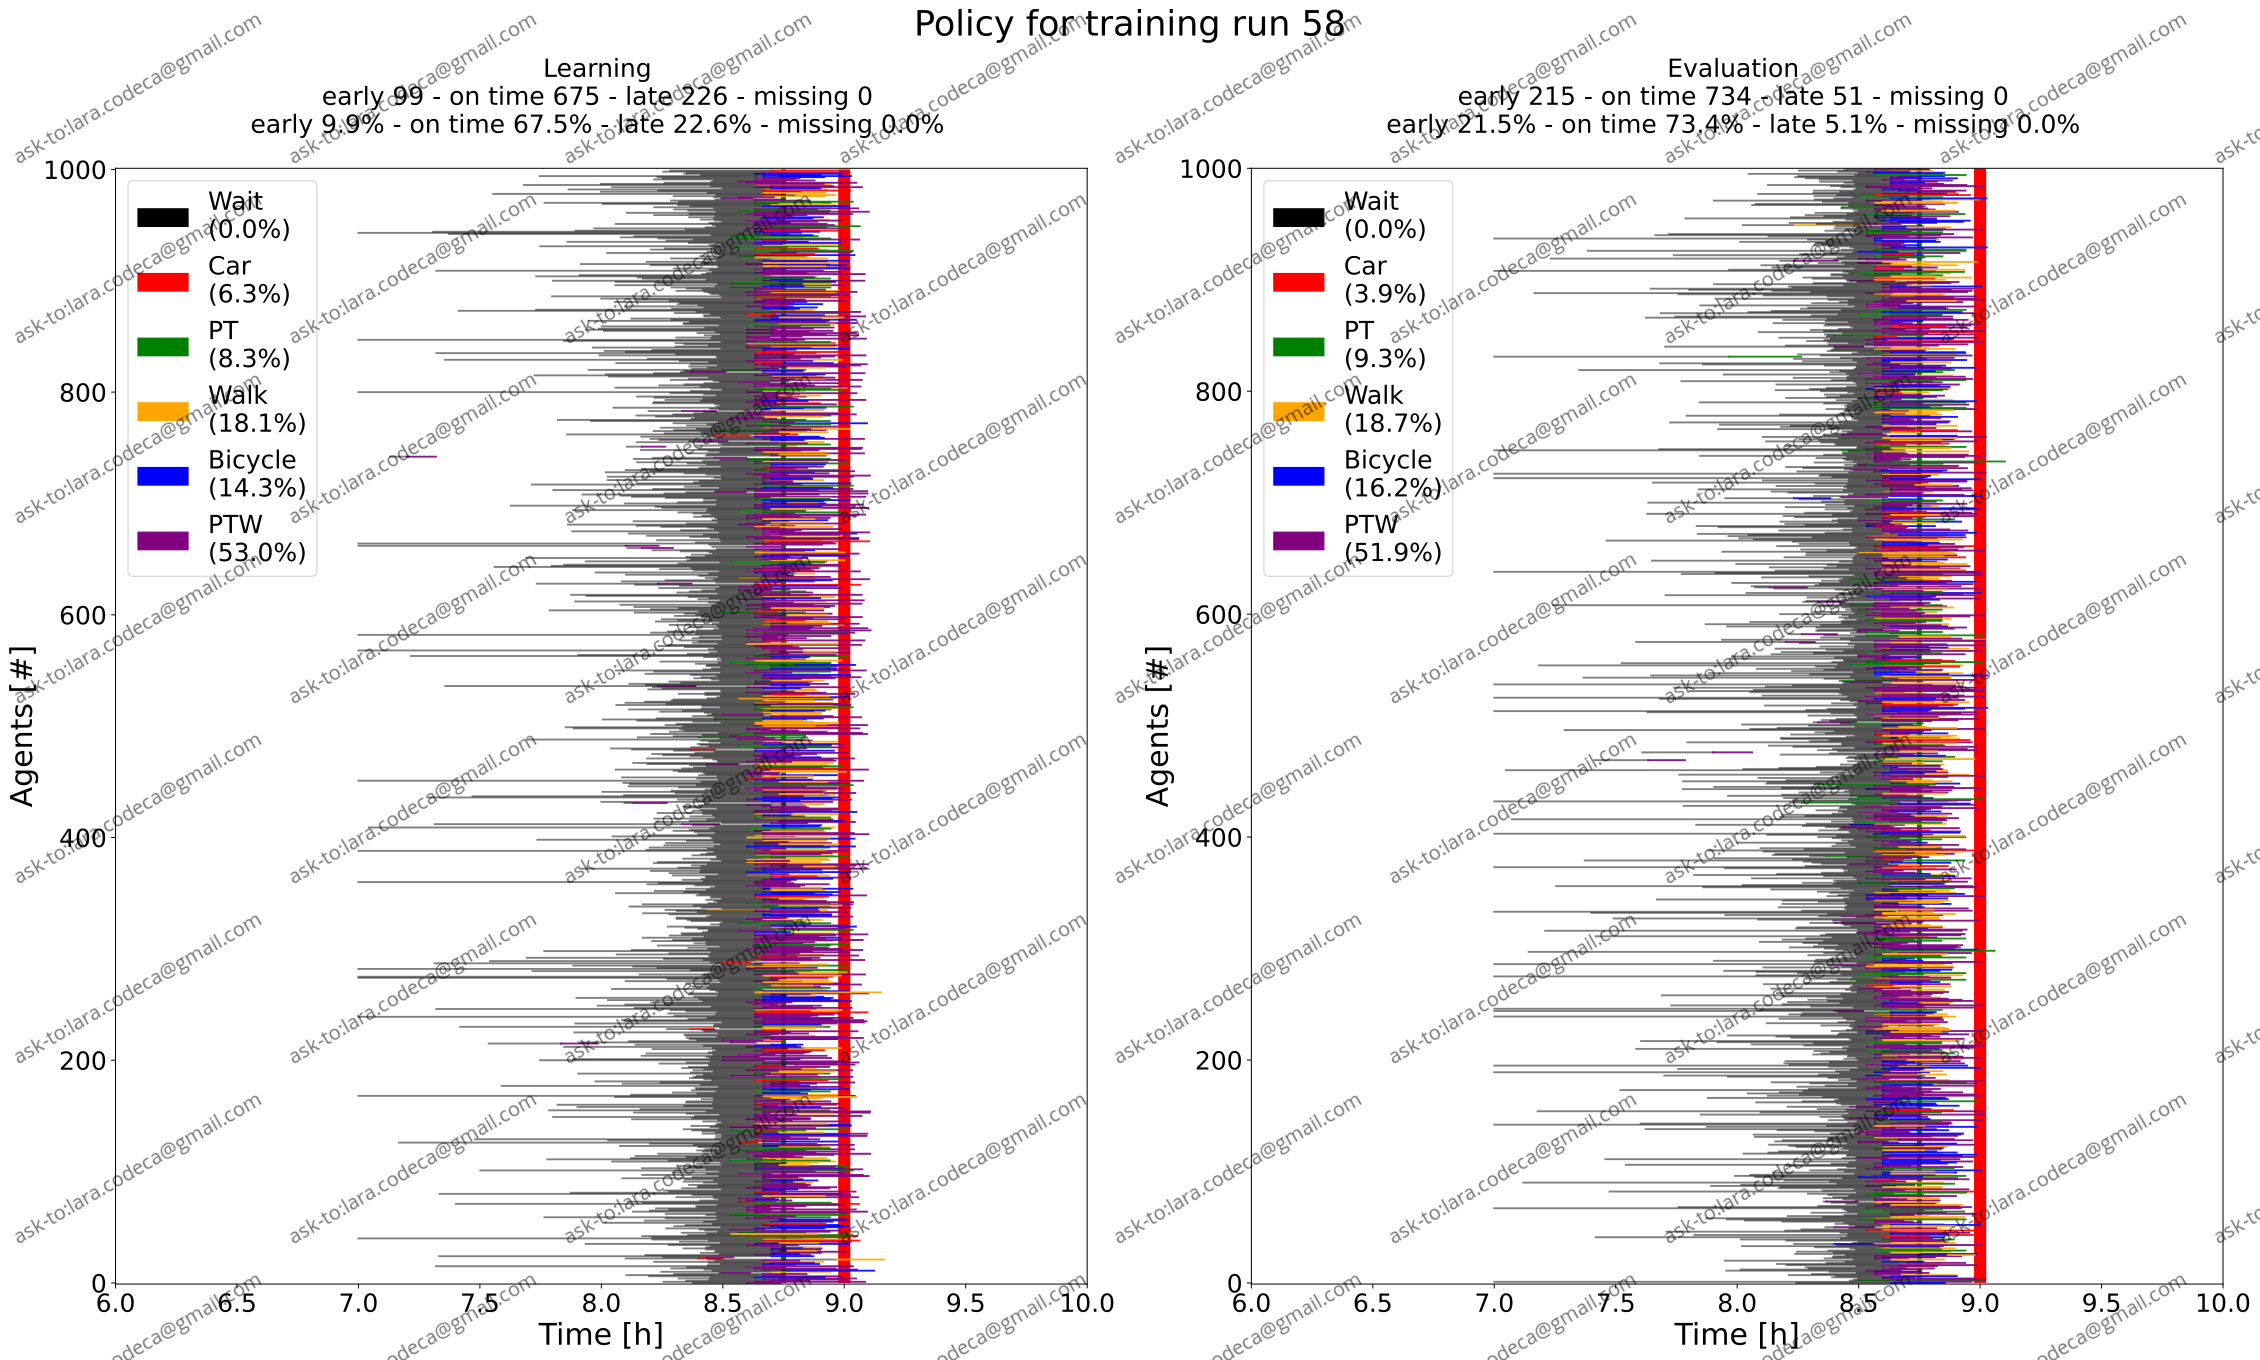 Policy for training run 58
Learning
early 99 - on time 675 - late 226 - missing 0
early 9.9% - on time 67.5% - late 22.6% - missing 0.0%
Evaluation
early 215 - on time 734 - late 51 - missing 0
early 21.5% - on time 73.4% - late 5.1% - missing 0.0%
Agents [#]
1000
800
600
400
200
0
Wait
(0.0%)
Car
(6.3%)
PT
(8.3%)
Walk
(18.1%)
Bicycle
(14.3%)
PTW
(53.0%)
6.0 6.5 7.0 7.5 8.0 8.5 9.0 9.5 10.0
Time [h]
Agents [#]
1000
800
600
400
200
0
Wait
(0.0%)
Car
(3.9%)
PT
(9.3%)
Walk
(18.7%)
Bicycle
(16.2%)
PTW
(51.9%)
6.0 6.5 7.0 7.5 8.0 8.5 9.0 9.5 10.0
Time [h]
ask-to:lara.codeca@gmail.com